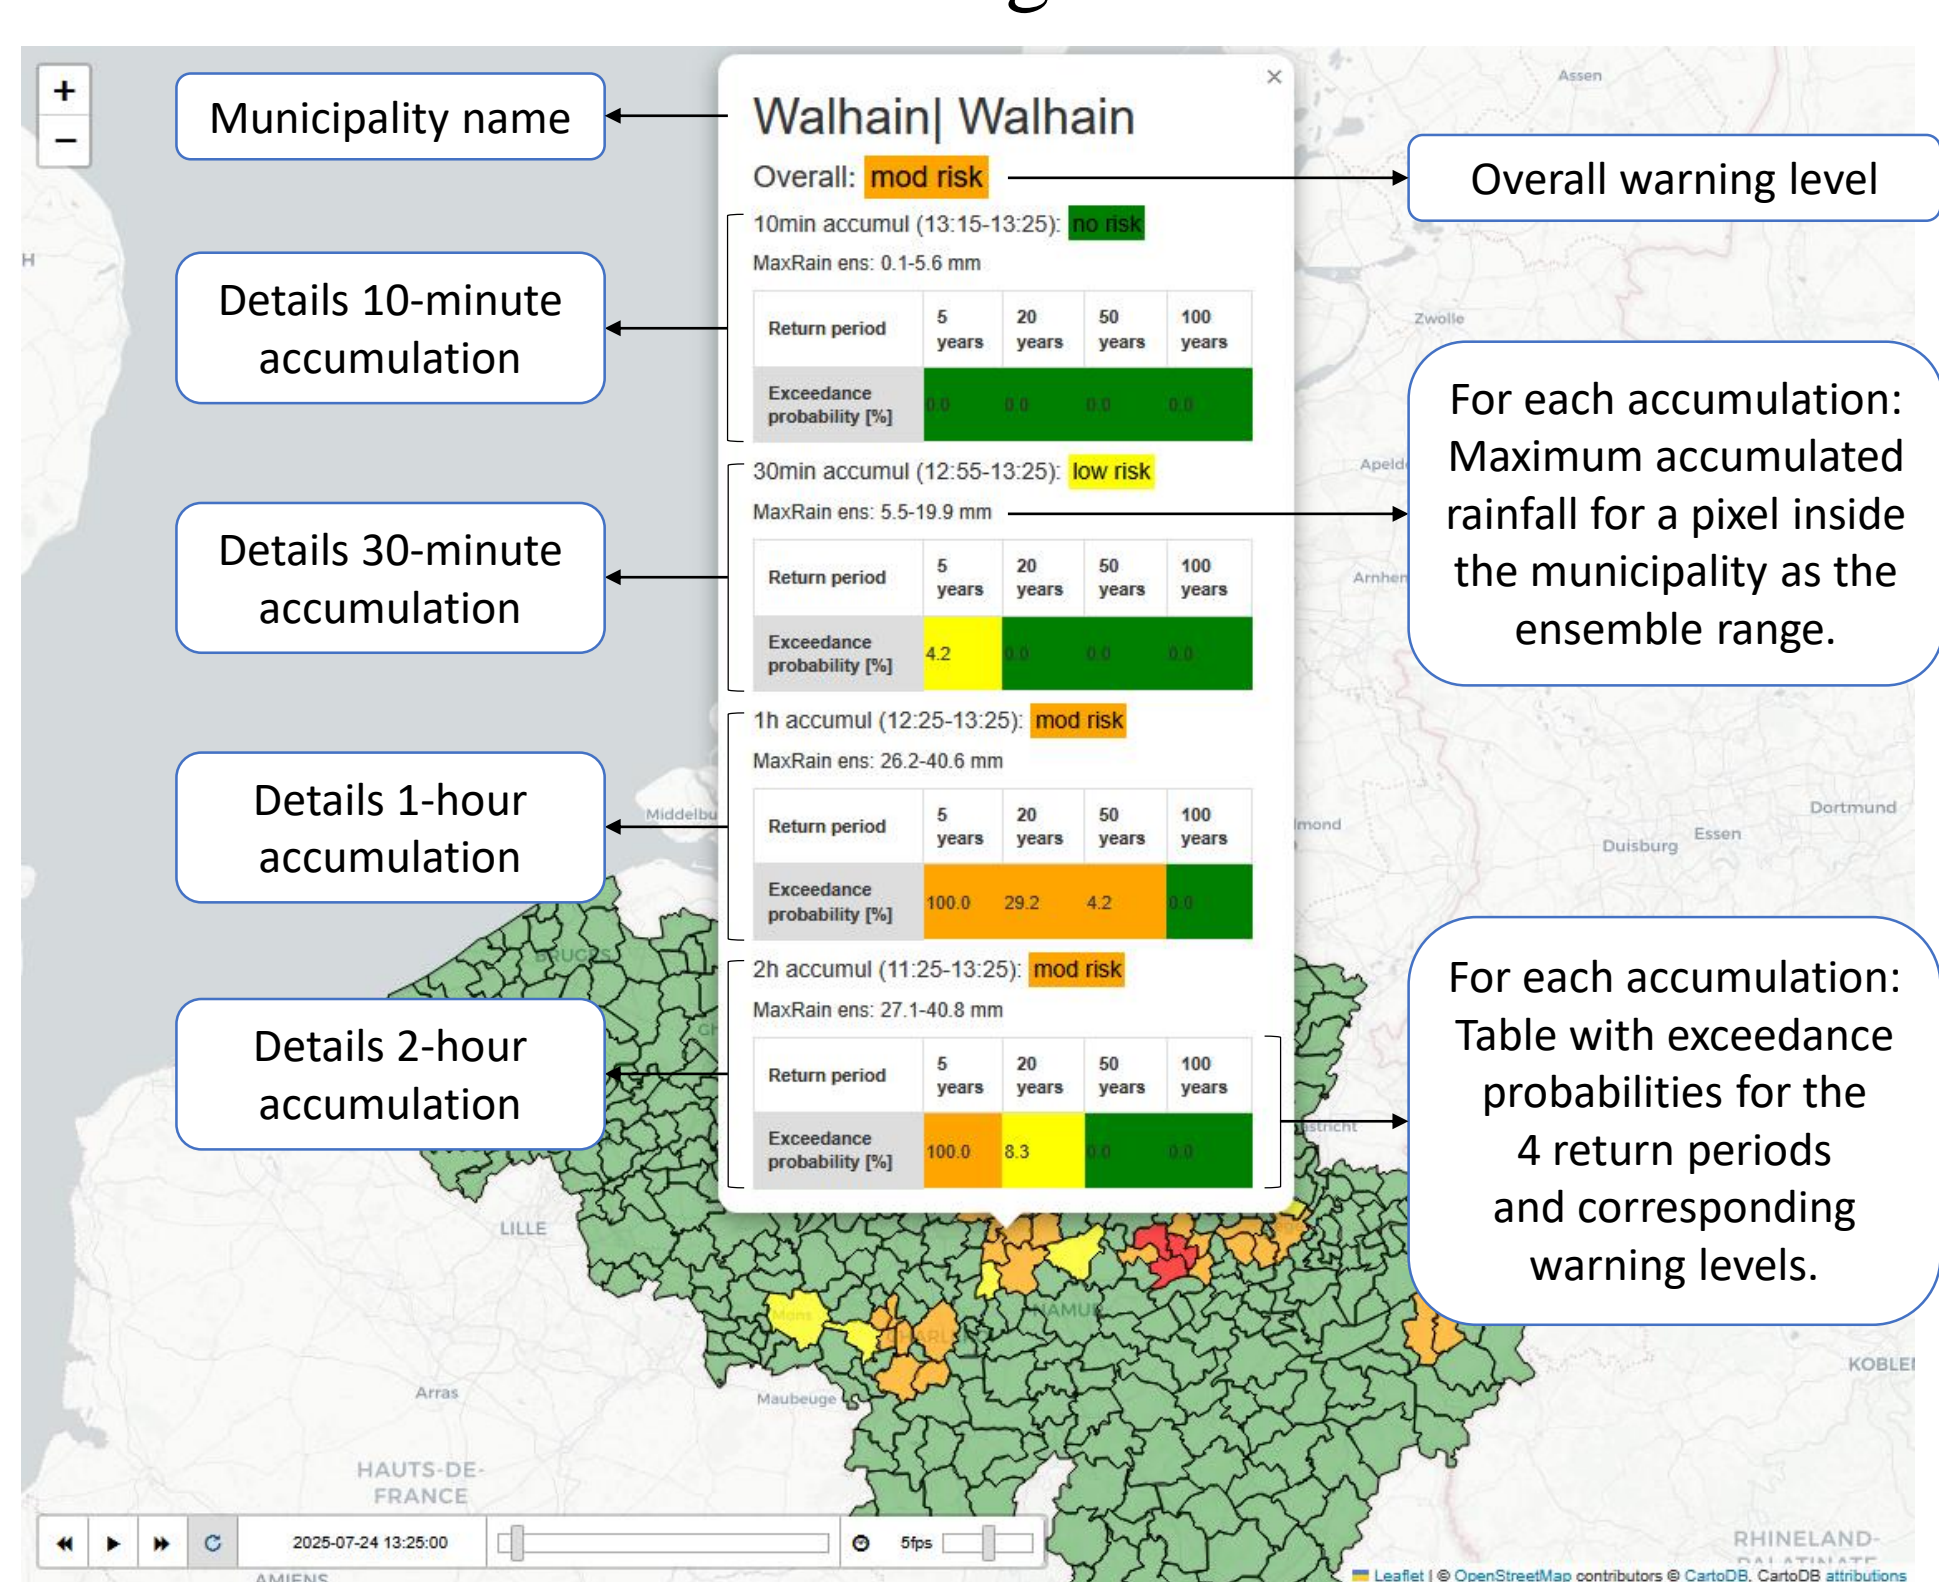 +
−
Municipality name
Details 10-minute
accumulation
Details 30-minute
accumulation
Details 1-hour
accumulation
Details 2-hour
accumulation
×
Walhain| Walhain
Overall: mod risk
10min accumul (13:15-13:25): no risk
MaxRain ens: 0.1-5.6 mm
Return period 5 years 20 years 50 years 100 years
Exceedance probability [%] 0.0 0.0 0.0 0.0
30min accumul (12:55-13:25): low risk
MaxRain ens: 5.5-19.9 mm
Return period 5 years 20 years 50 years 100 years
Exceedance probability [%] 4.2 0.0 0.0 0.0
1h accumul (12:25-13:25): mod risk
MaxRain ens: 26.2-40.6 mm
Return period 5 years 20 years 50 years 100 years
Exceedance probability [%] 100.0 29.2 4.2 0.0
2h accumul (11:25-13:25): mod risk
MaxRain ens: 27.1-40.8 mm
Return period 5 years 20 years 50 years 100 years
Exceedance probability [%] 100.0 8.3 0.0 0.0
Overall warning level
For each accumulation:
Maximum accumulated
rainfall for a pixel inside
the municipality as the
ensemble range.
For each accumulation:
Table with exceedance
probabilities for the
4 return periods
and corresponding
warning levels.
Assen
Zwolle
Apeld
Arnhe
Middelbu
mond
Dortmund
Essen
Duisburg
BRUGES
LILLE
Mons
NAMUR
Arras
Maubeuge
KOBLE
HAUTS-DE-
FRANCE
AMIENS
RHINELAND-
PALATINATE
2025-07-24 13:25:00
5fps
Leaflet | © OpenStreetMap contributors © CartoDB, CartoDB attributions